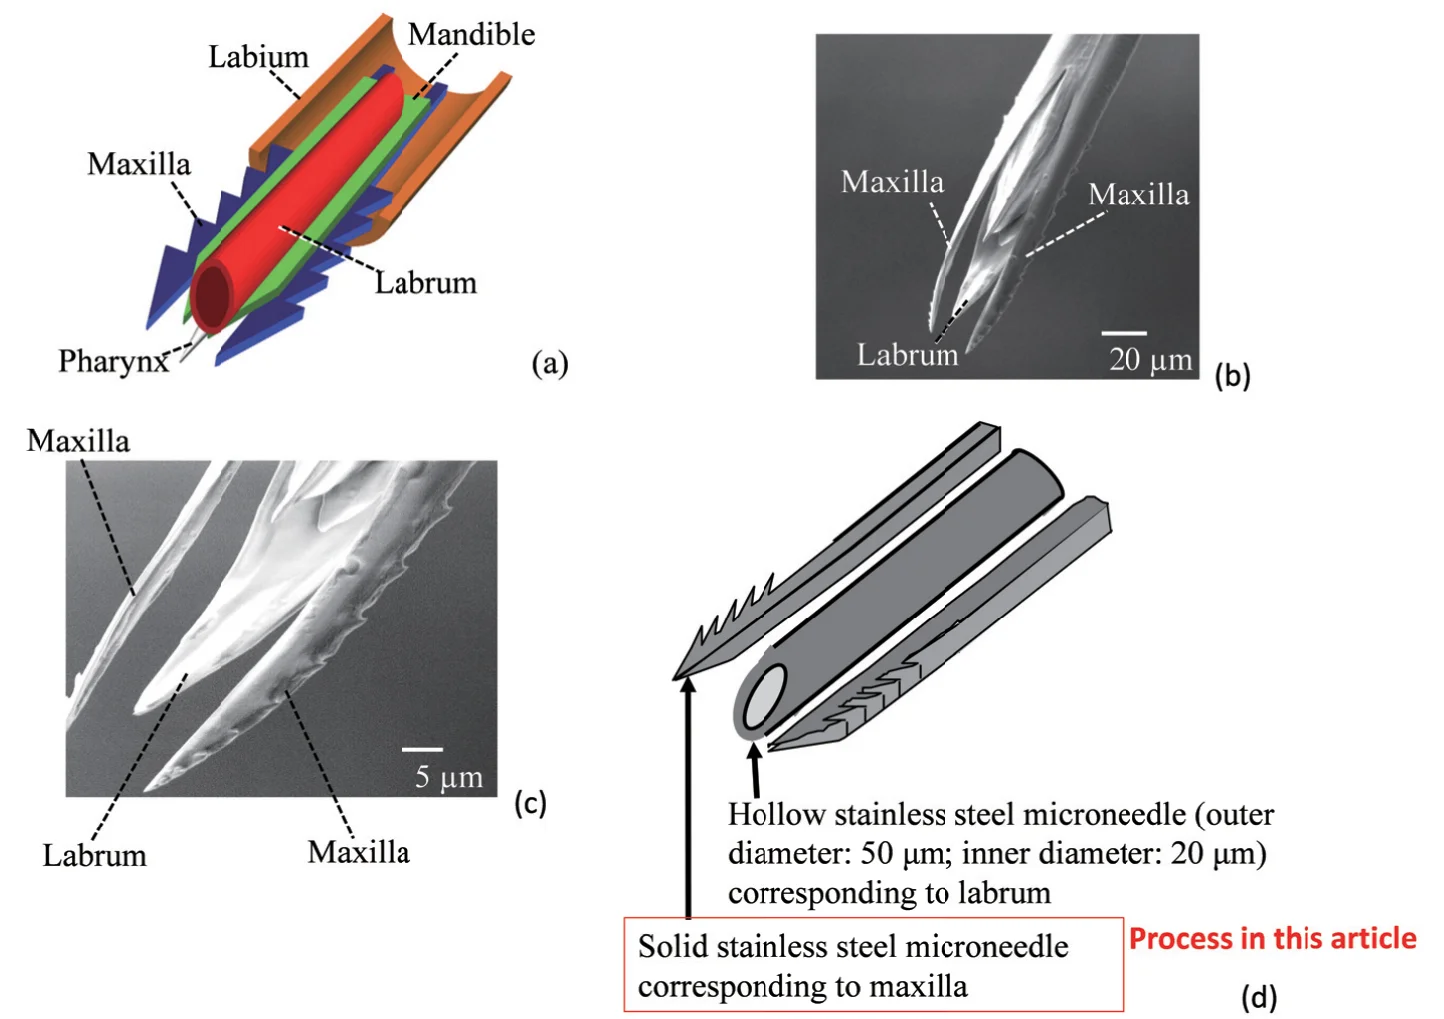 Mandible
Labium
Maxilla
Labrum
Pharynx
(a)
Maxilla
Maxilla
Labrum
20 μm
(b)
Maxilla
5 μm
(c)
Labrum
Maxilla
Hollow stainless steel microneedle (outer
diameter: 50 μm; inner diameter: 20 μm)
corresponding to labrum
Solid stainless steel microneedle
corresponding to maxilla
Process in this article
(d)